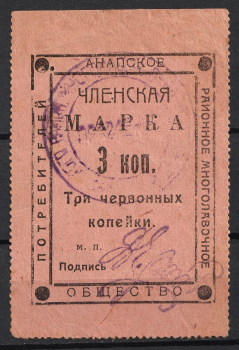 АНАПСКОЕ
РАЙОННОЕ МНОГОЛАВОЧНОЕ
ОБЩЕСТВО
ПОТРЕБИТЕЛЕЙ
ЧЛЕНСКАЯ
МАРКА
3 коп.
Три червонных
копейки.
м. п.
Подпись